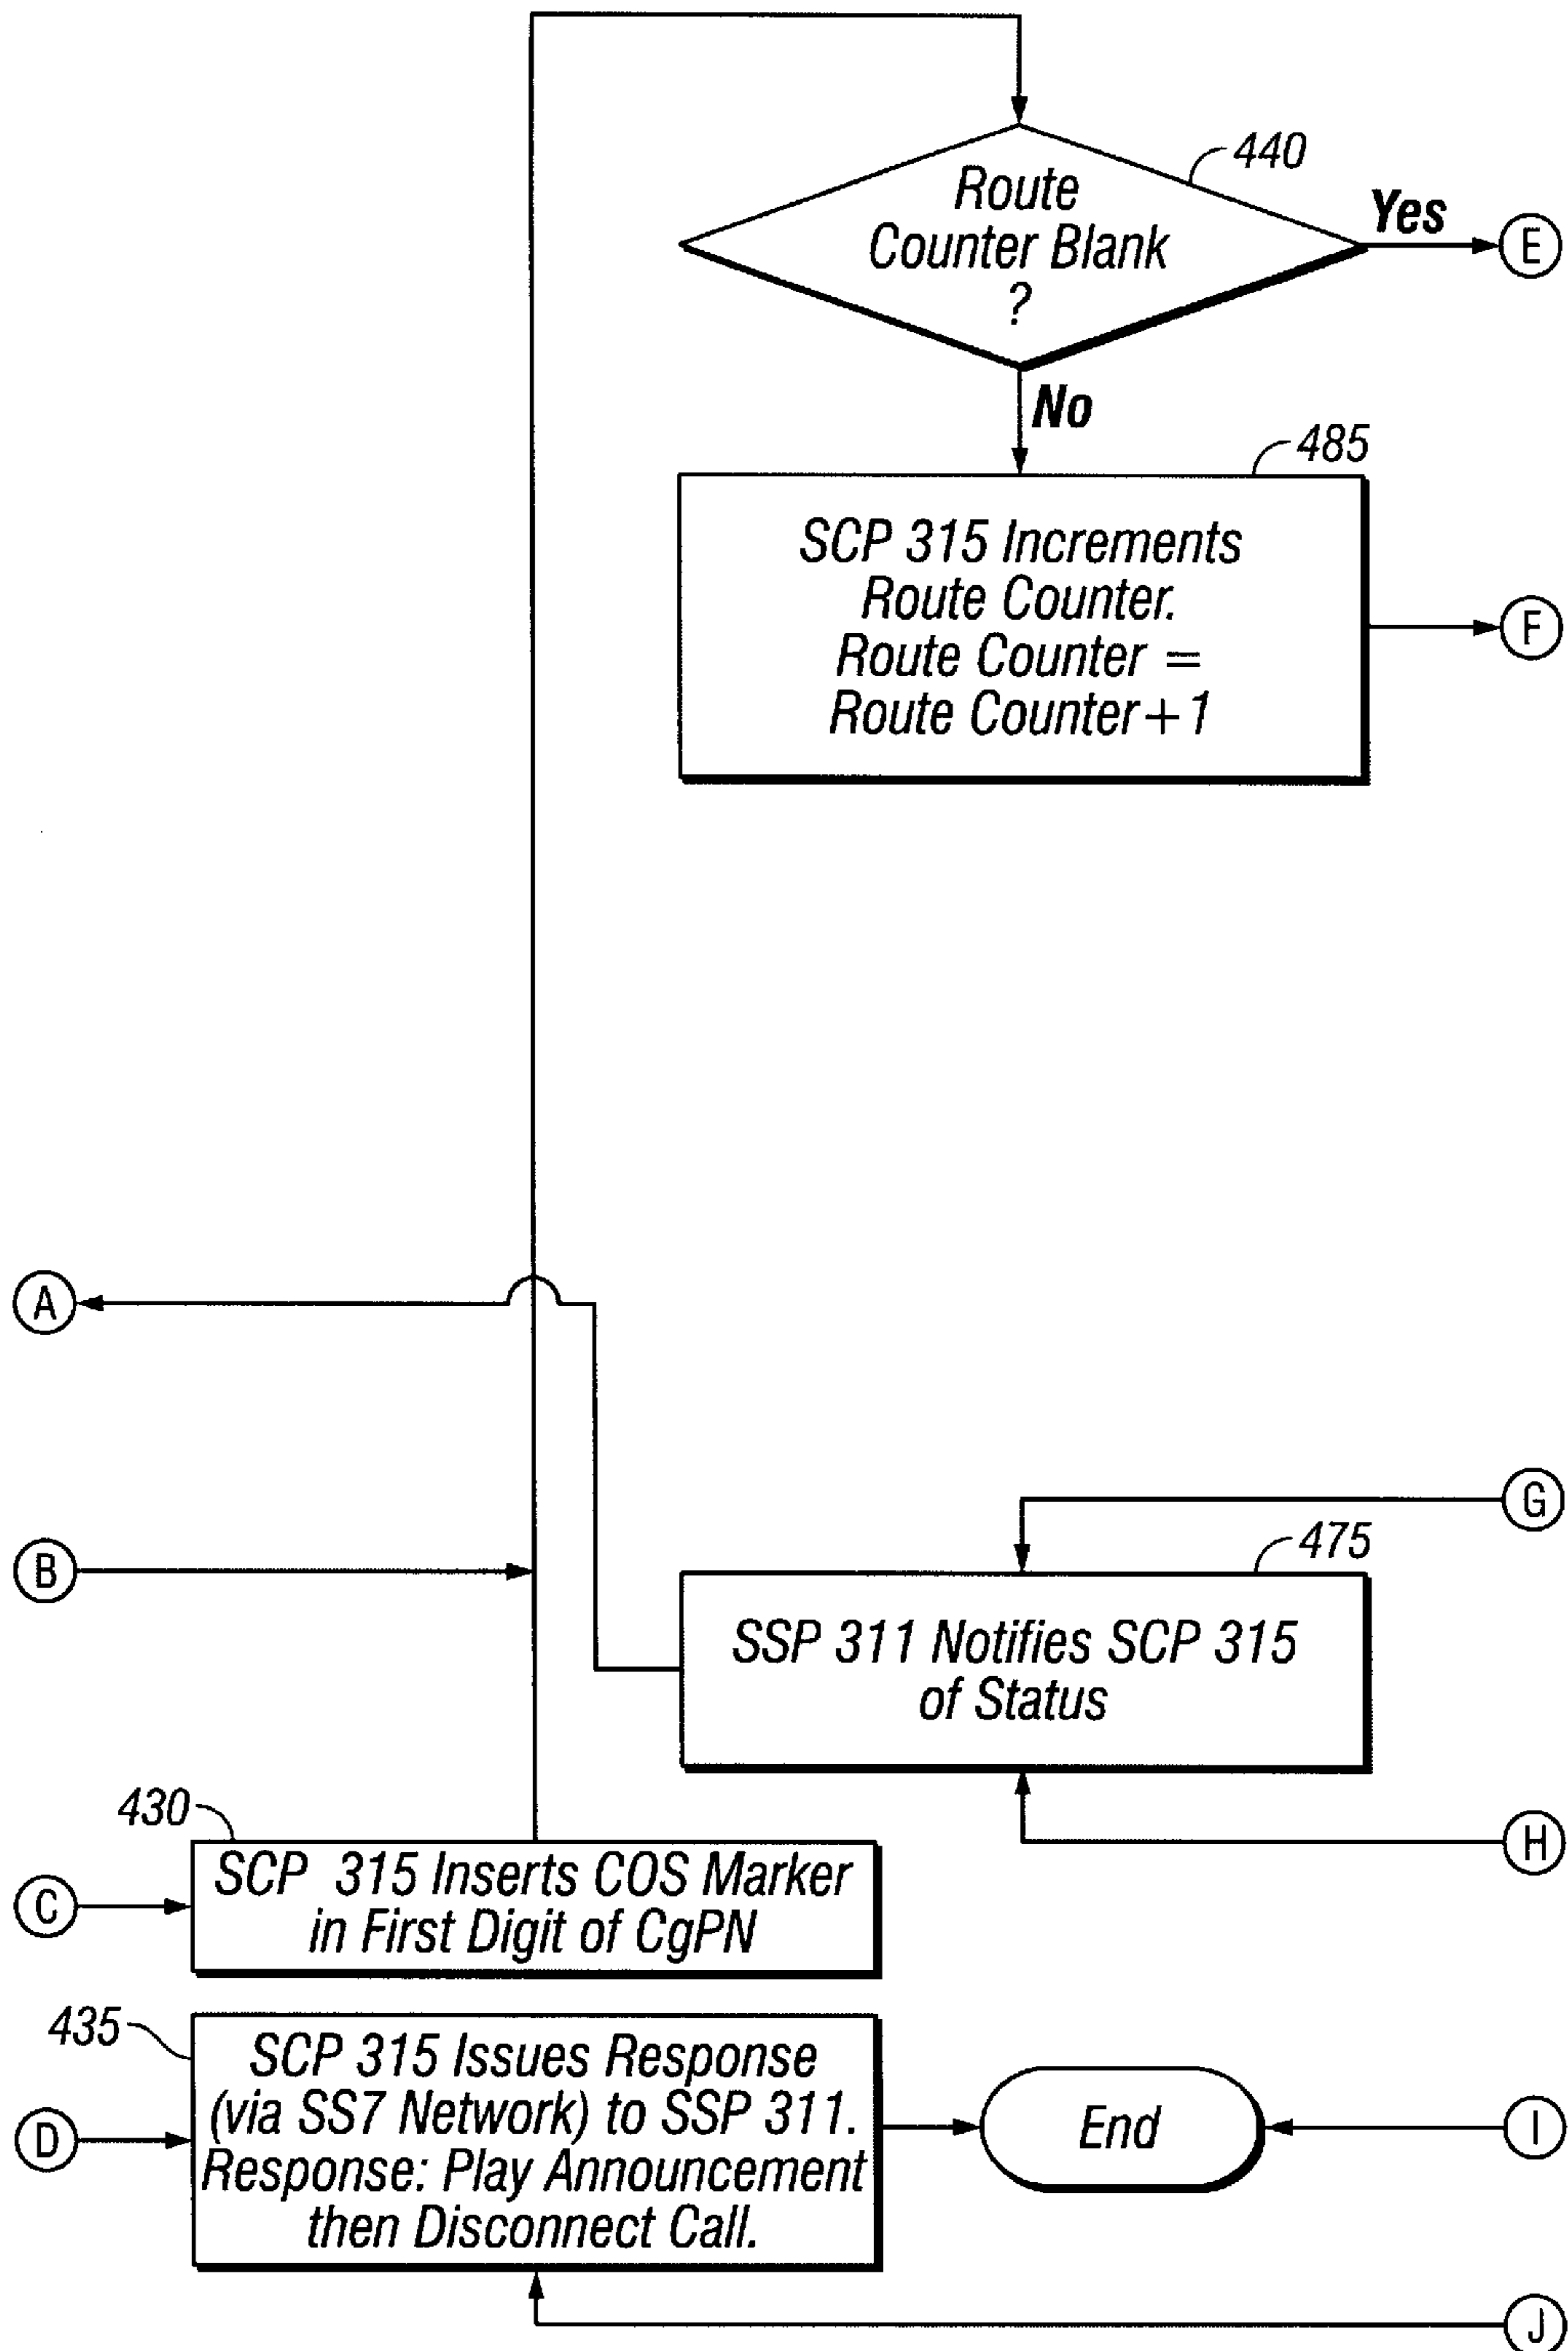 440
Route
Counter Blank
?
Yes
E
No
485
SCP 315 Increments
Route Counter.
Route Counter =
Route Counter+1
F
A
G
B
475
SSP 311 Notifies SCP 315
of Status
H
430
C
SCP 315 Inserts COS Marker
in First Digit of CgPN
435
D
SCP 315 Issues Response
(via SS7 Network) to SSP 311.
Response: Play Announcement
then Disconnect Call.
End
I
J